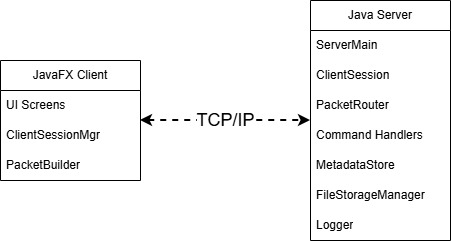 JavaFX Client
UI Screens
ClientSessionMgr
PacketBuilder
TCP/IP
Java Server
ServerMain
ClientSession
PacketRouter
Command Handlers
MetadataStore
FileStorageManager
Logger